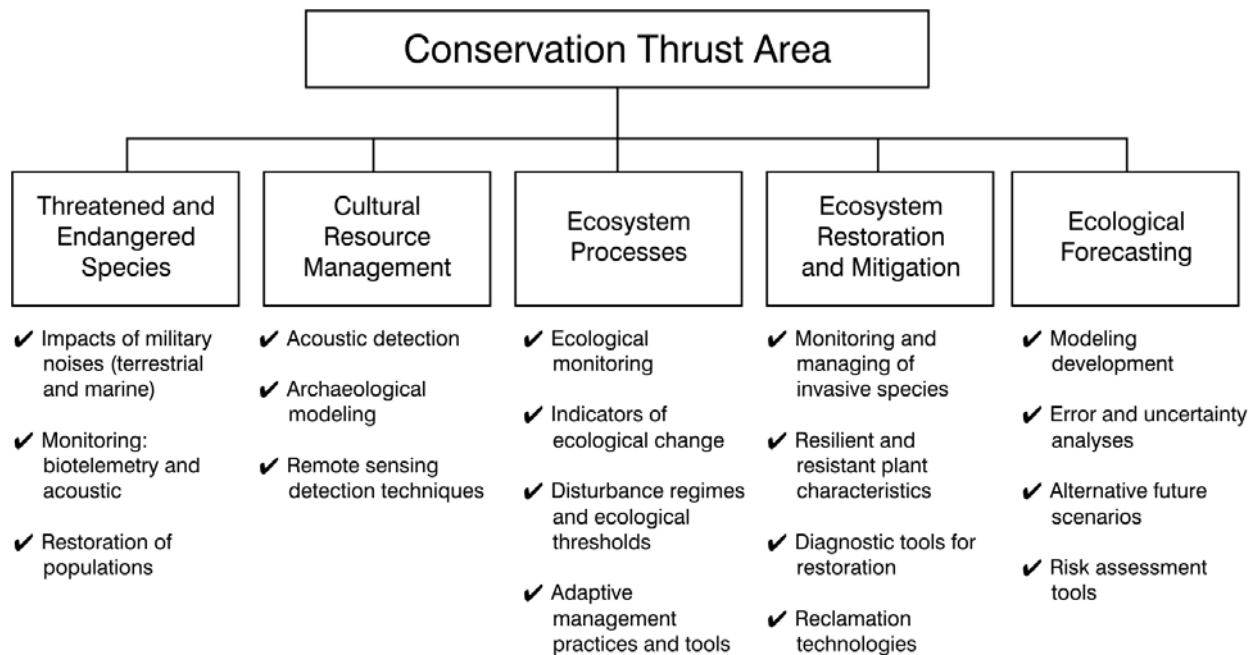 Conservation Thrust Area
Threatened and
Endangered
Species
✔ Impacts of military
noises (terrestrial
and marine)
✔ Monitoring:
biotelemetry and
acoustic
✔ Restoration of
populations
Cultural
Resource
Management
✔ Acoustic detection
✔ Archaeological
modeling
✔ Remote sensing
detection techniques
Ecosystem
Processes
✔ Ecological
monitoring
✔ Indicators of
ecological change
✔ Disturbance regimes
and ecological
thresholds
✔ Adaptive
management
practices and tools
Ecosystem
Restoration
and Mitigation
✔ Monitoring and
managing of
invasive species
✔ Resilient and
resistant plant
characteristics
✔ Diagnostic tools for
restoration
✔ Reclamation
technologies
Ecological
Forecasting
✔ Modeling
development
✔ Error and uncertainty
analyses
✔ Alternative future
scenarios
✔ Risk assessment
tools